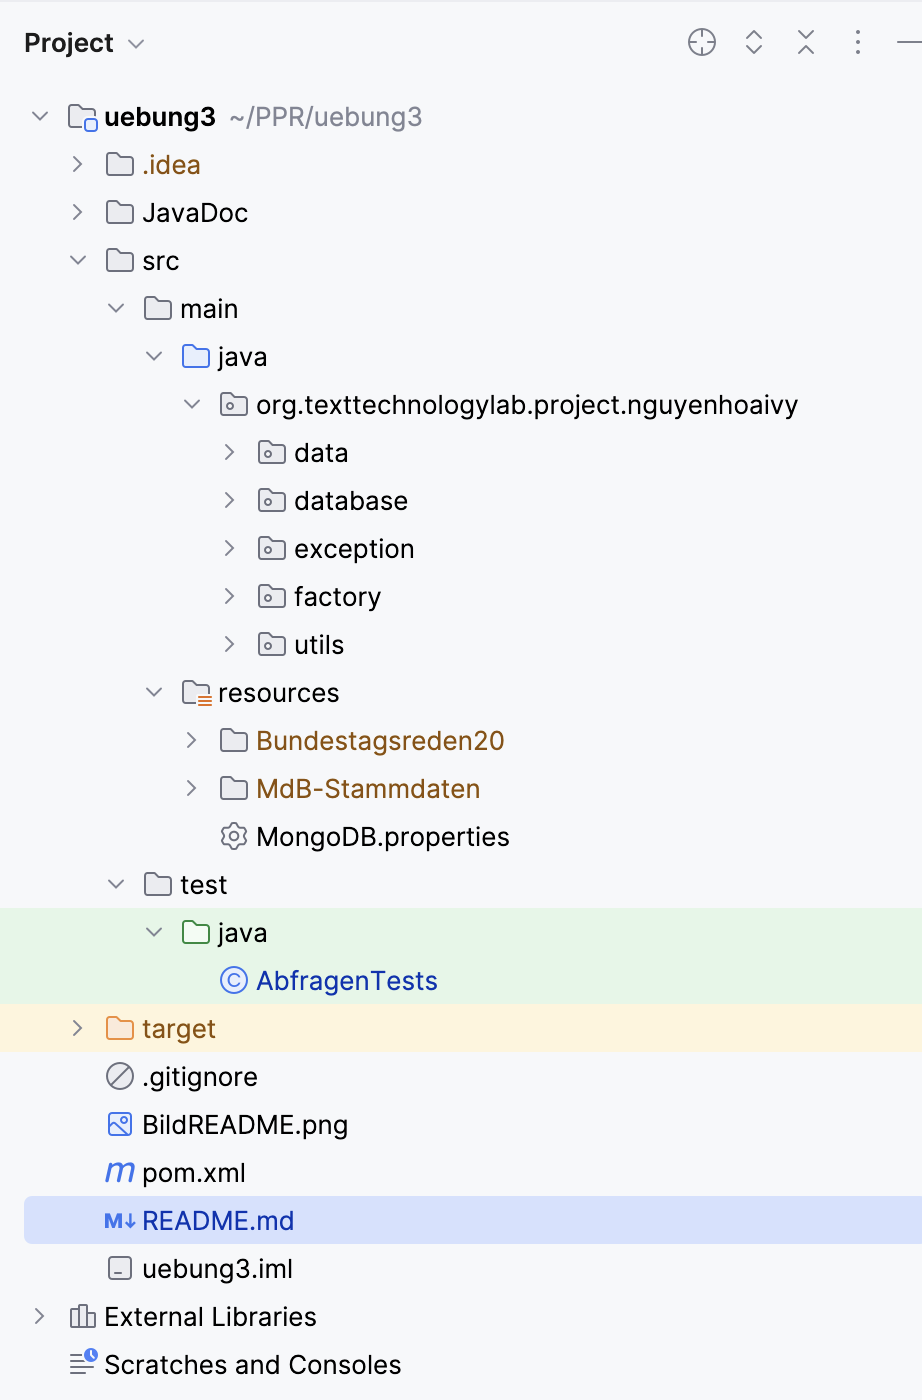 Project
uebung3 ~/PPR/uebung3
.idea
JavaDoc
src
main
java
org.texttechnologylab.project.nguyenhoaivy
data
database
exception
factory
utils
resources
Bundestagsreden20
MdB-Stammdaten
MongoDB.properties
test
java
C AbfragenTests
target
.gitignore
BildREADME.png
m pom.xml
M↓ README.md
uebung3.iml
External Libraries
Scratches and Consoles